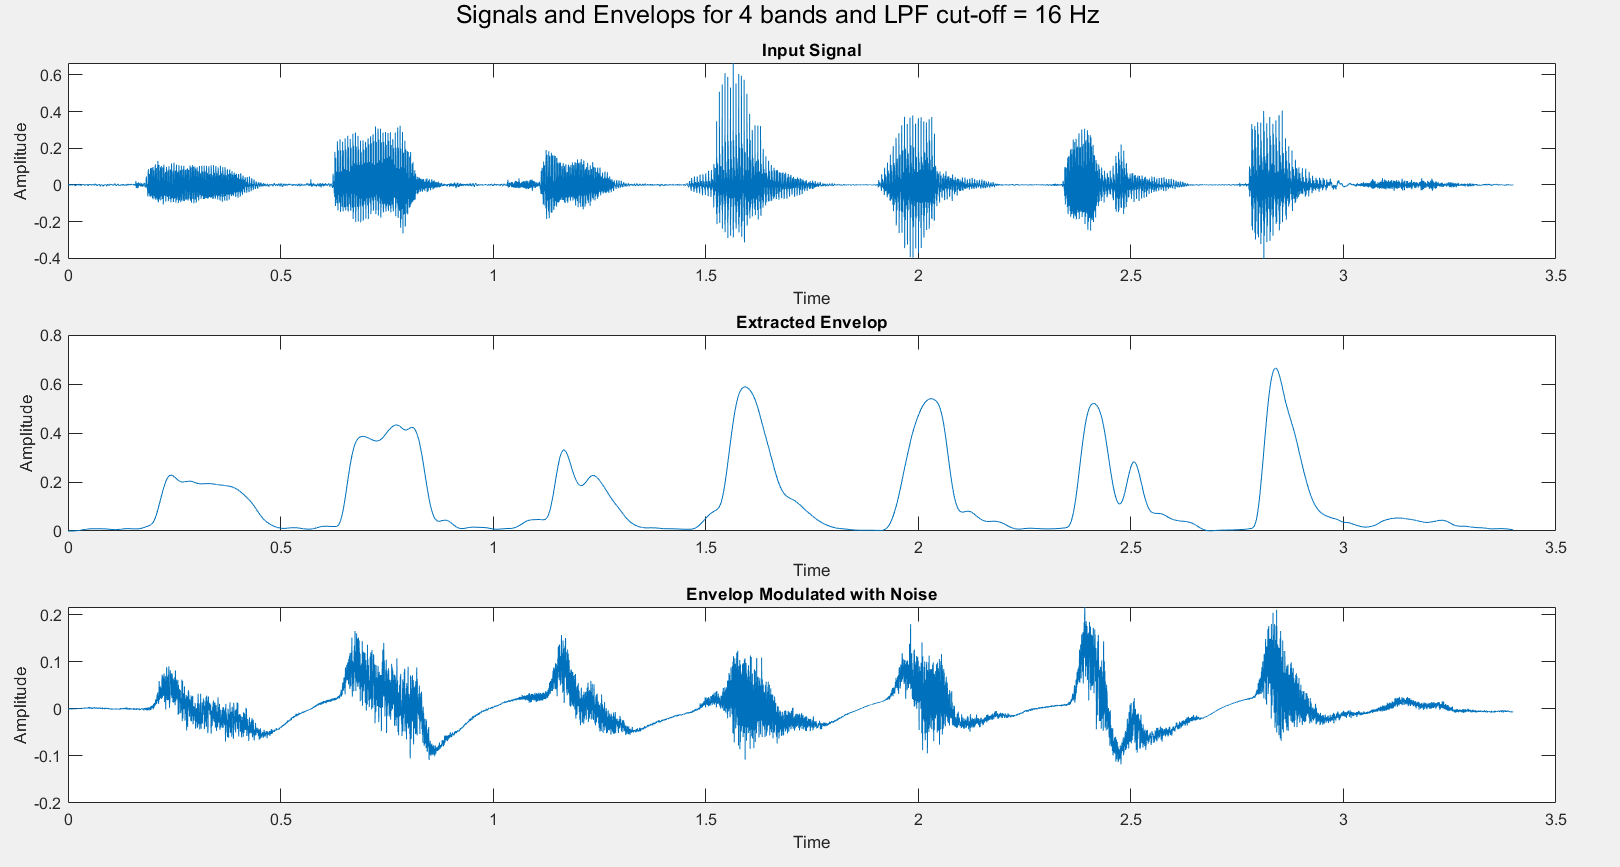 Signals and Envelops for 4 bands and LPF cut-off = 16 Hz
Input Signal
0.6
0.4
0.2
0
-0.2
-0.4
Amplitude
0 0.5 1 1.5 2 2.5 3 3.5
Time
Extracted Envelop
0.8
0.6
0.4
0.2
0
Amplitude
0 0.5 1 1.5 2 2.5 3 3.5
Time
Envelop Modulated with Noise
0.2
0.1
0
-0.1
-0.2
Amplitude
0 0.5 1 1.5 2 2.5 3 3.5
Time